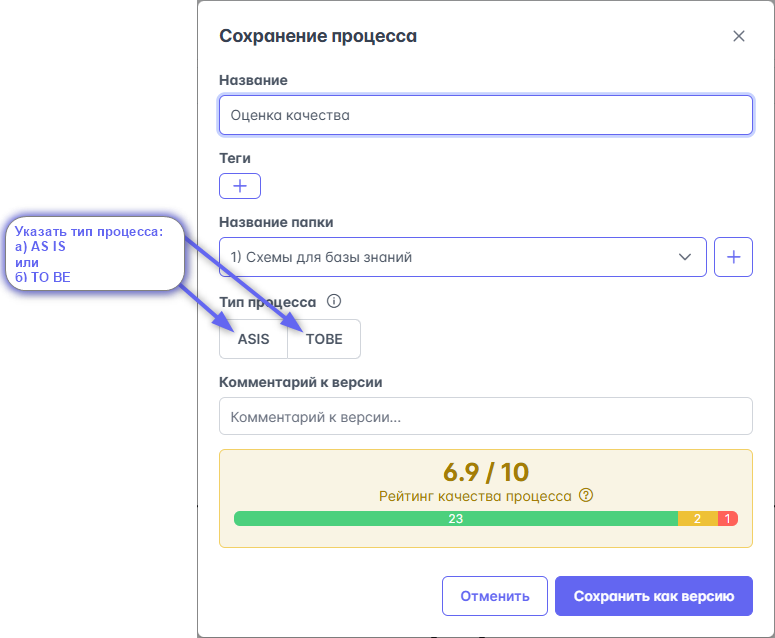 Сохранение процесса
Название
Оценка качества
Теги
Указать тип процесса:
а) AS IS
или
б) TO BE
Название папки
1) Схемы для базы знаний
Тип процесса
ASIS
TOBE
Комментарий к версии
Комментарий к версии...
6.9 / 10
Рейтинг качества процесса
23
2
1
Отменить
Сохранить как версию